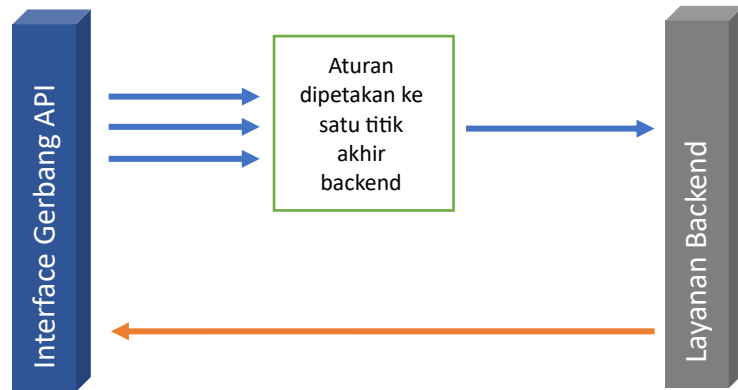 Interface Gerbang API
Aturan
dipetakan ke
satu titik
akhir
backend
Layanan Backend